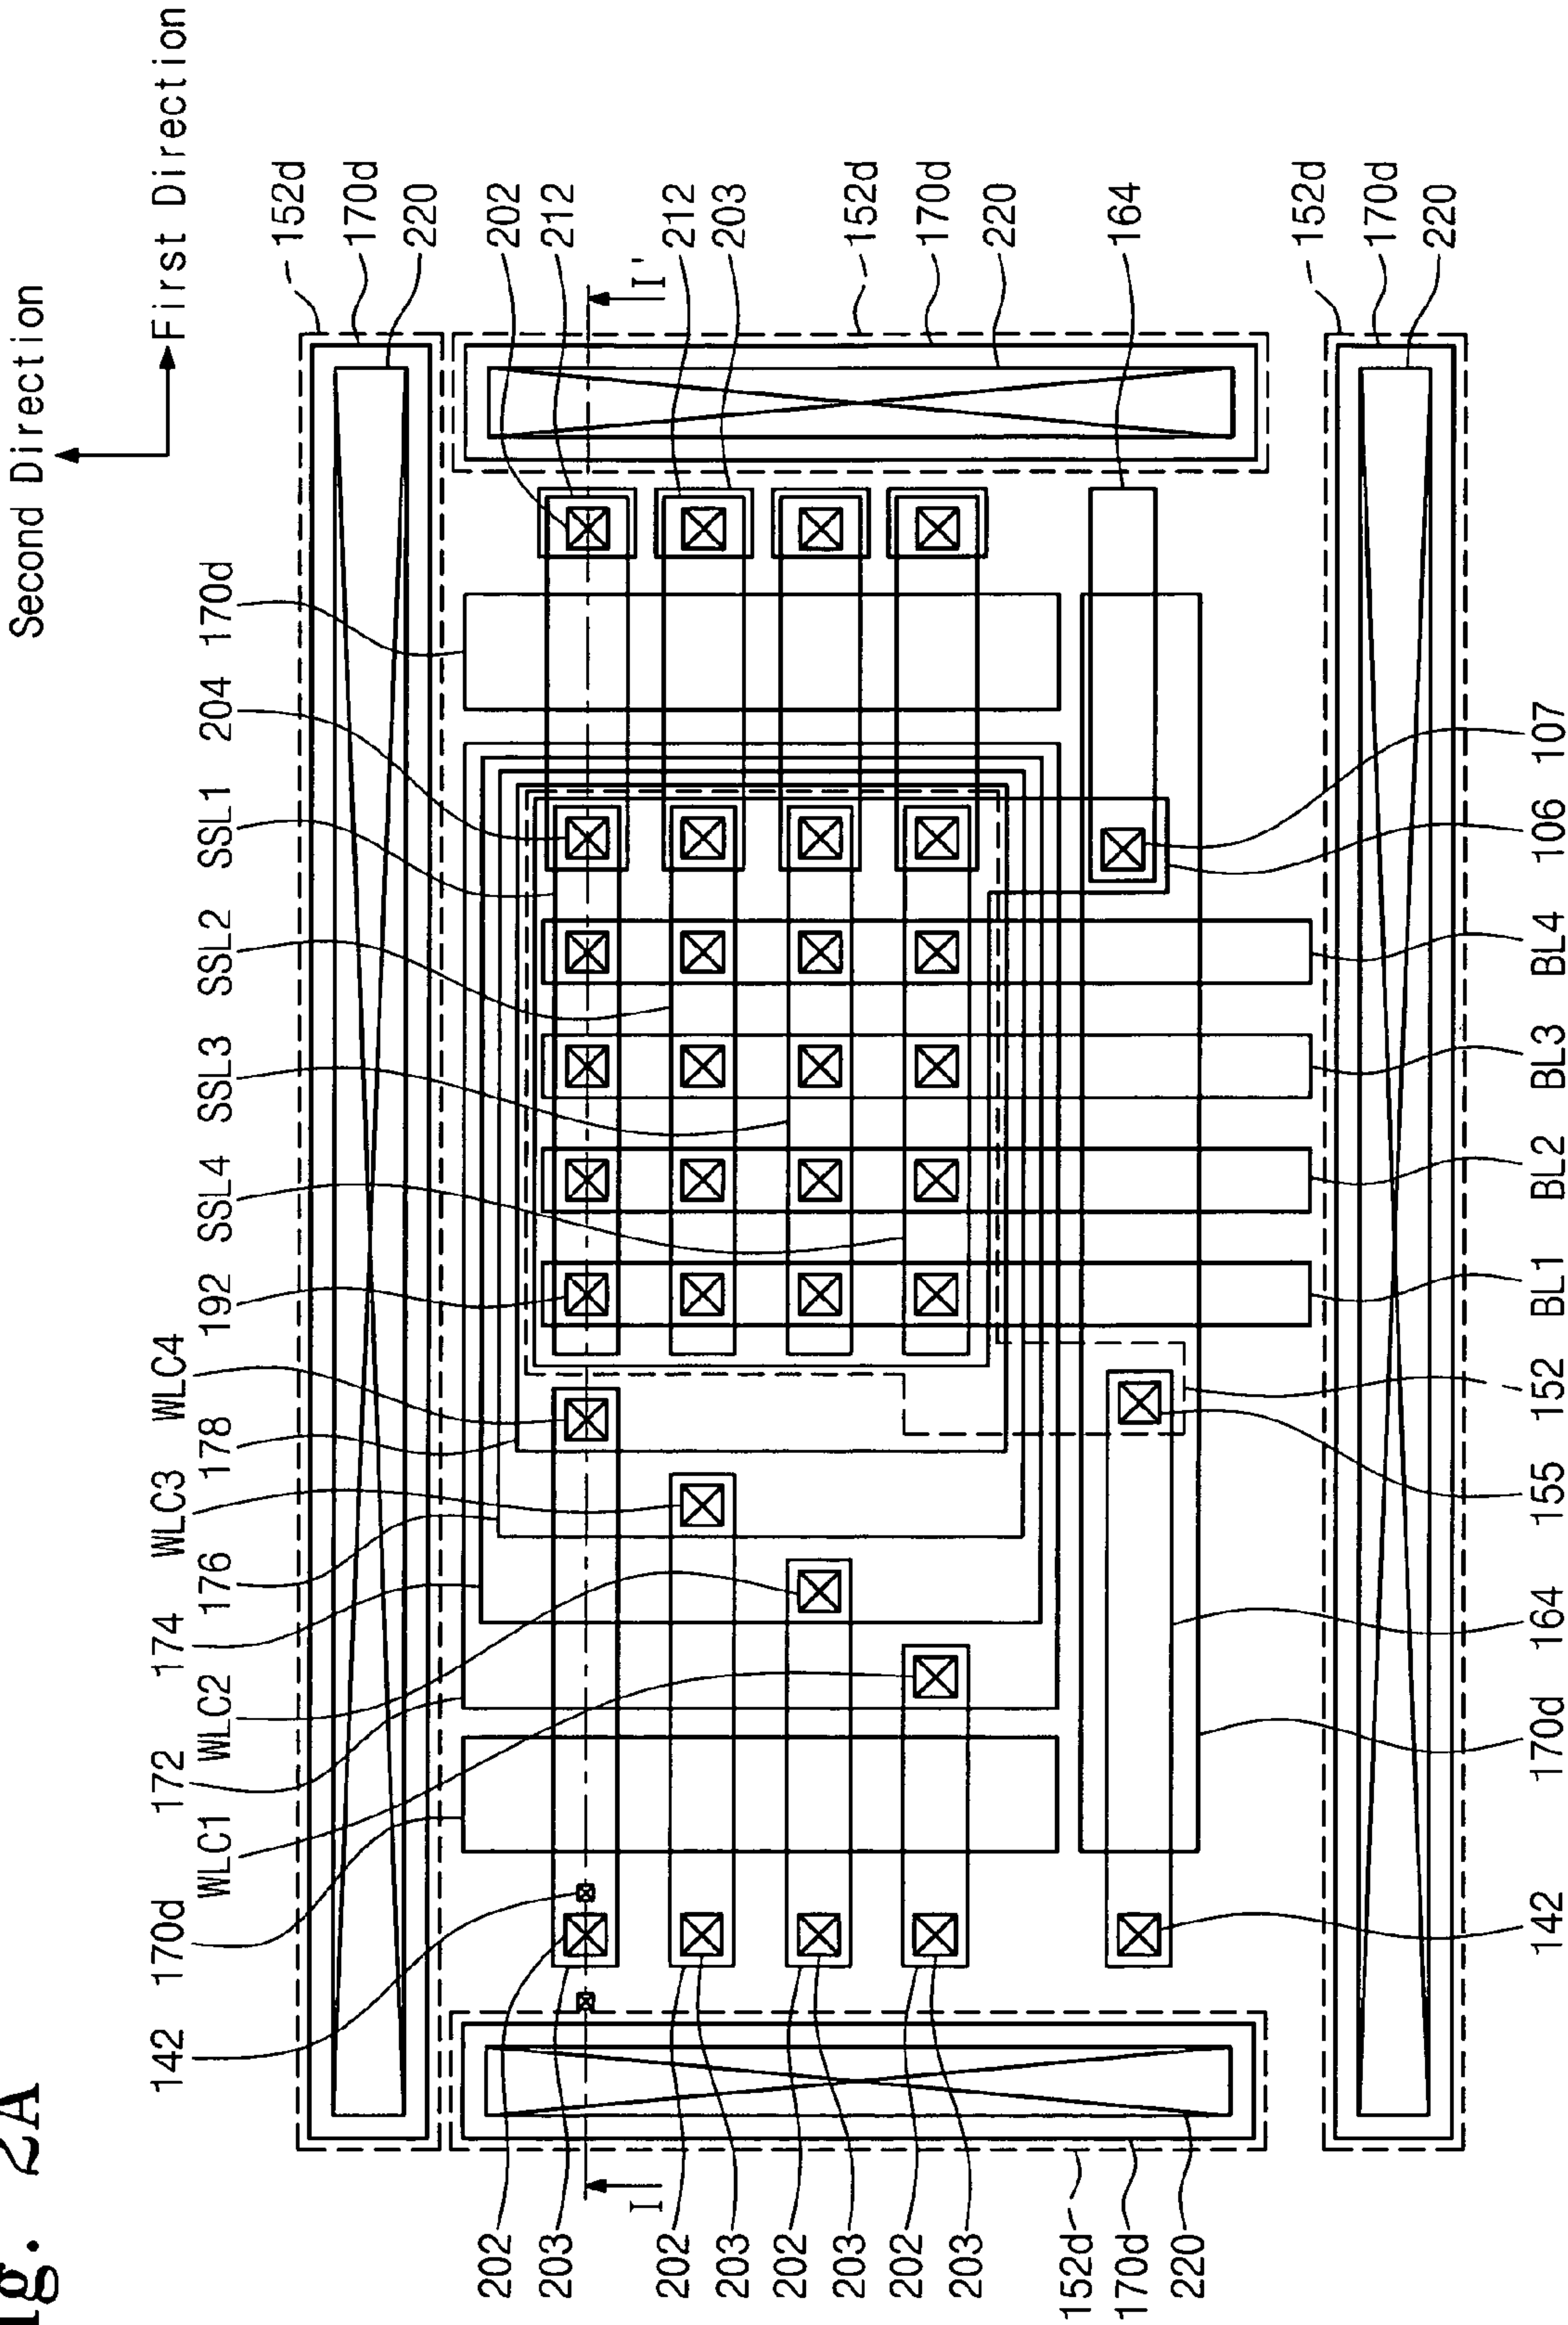 Fig. 2A
Second Direction
First Direction
152d
170d
220
202
212
I'
212
203
152d
170d
220
164
152d
170d
220
142
170d
WLC1
172
WLC2
174
176
WLC3
178
WLC4
192
SSL4
SSL3
SSL2
SSL1
204
170d
202
203
I
202
203
202
203
202
203
152d
170d
220
142
170d
164
155
152
BL1
BL2
BL3
BL4
106
107